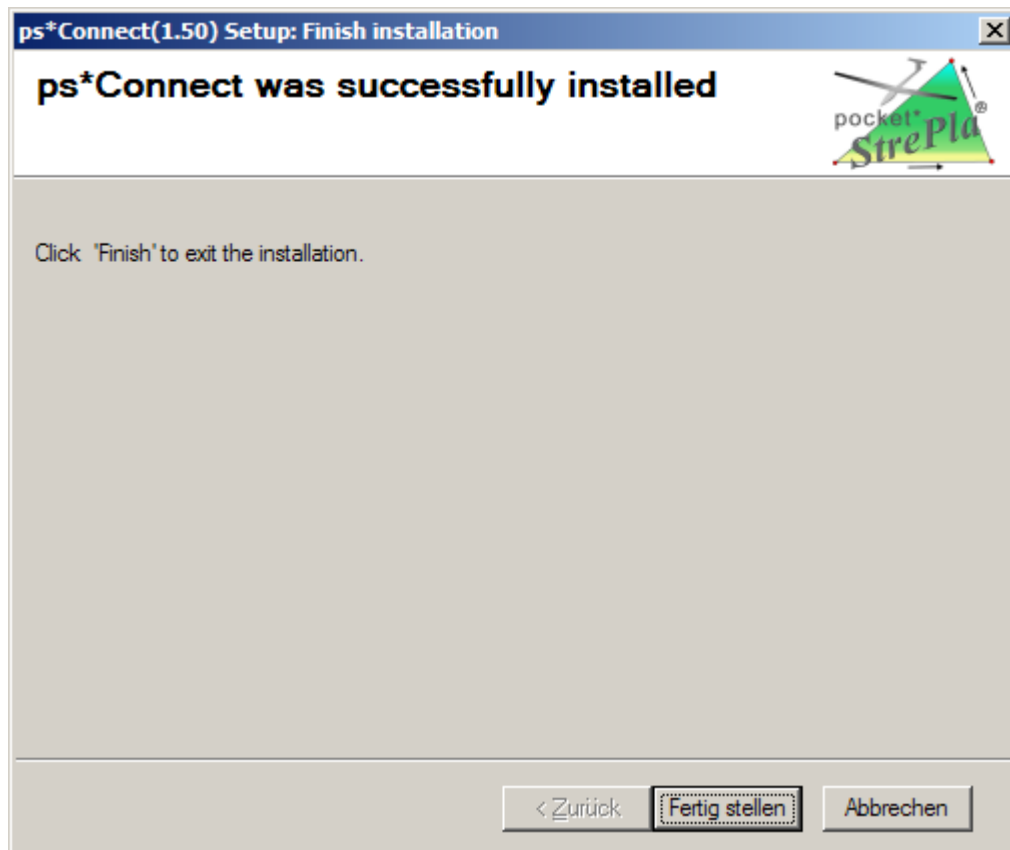 ps*Connect(1.50) Setup: Finish installation
ps*Connect was successfully installed
pocket*
StrePla®
Click 'Finish' to exit the installation.
< Zurück
Fertig stellen
Abbrechen